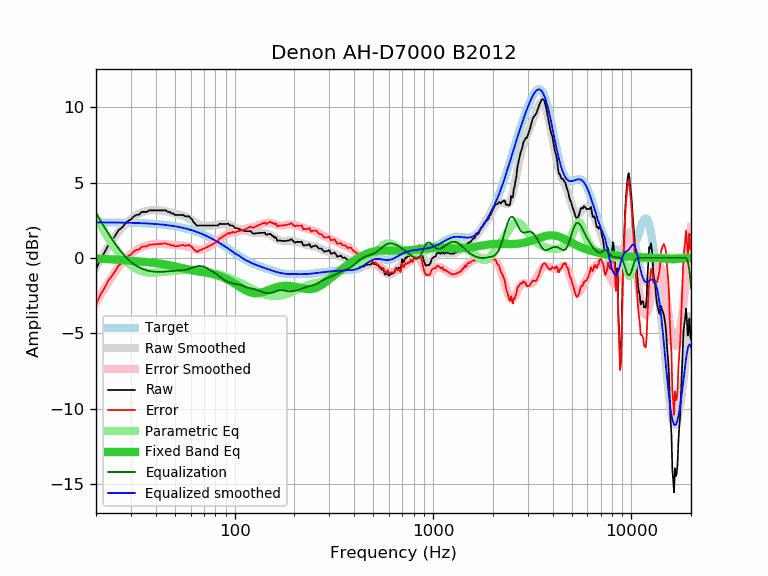 Denon AH-D7000 B2012
Amplitude (dBr)
10
5
0
−5
−10
−15
Target
Raw Smoothed
Error Smoothed
Raw
Error
Parametric Eq
Fixed Band Eq
Equalization
Equalized smoothed
100
1000
10000
Frequency (Hz)